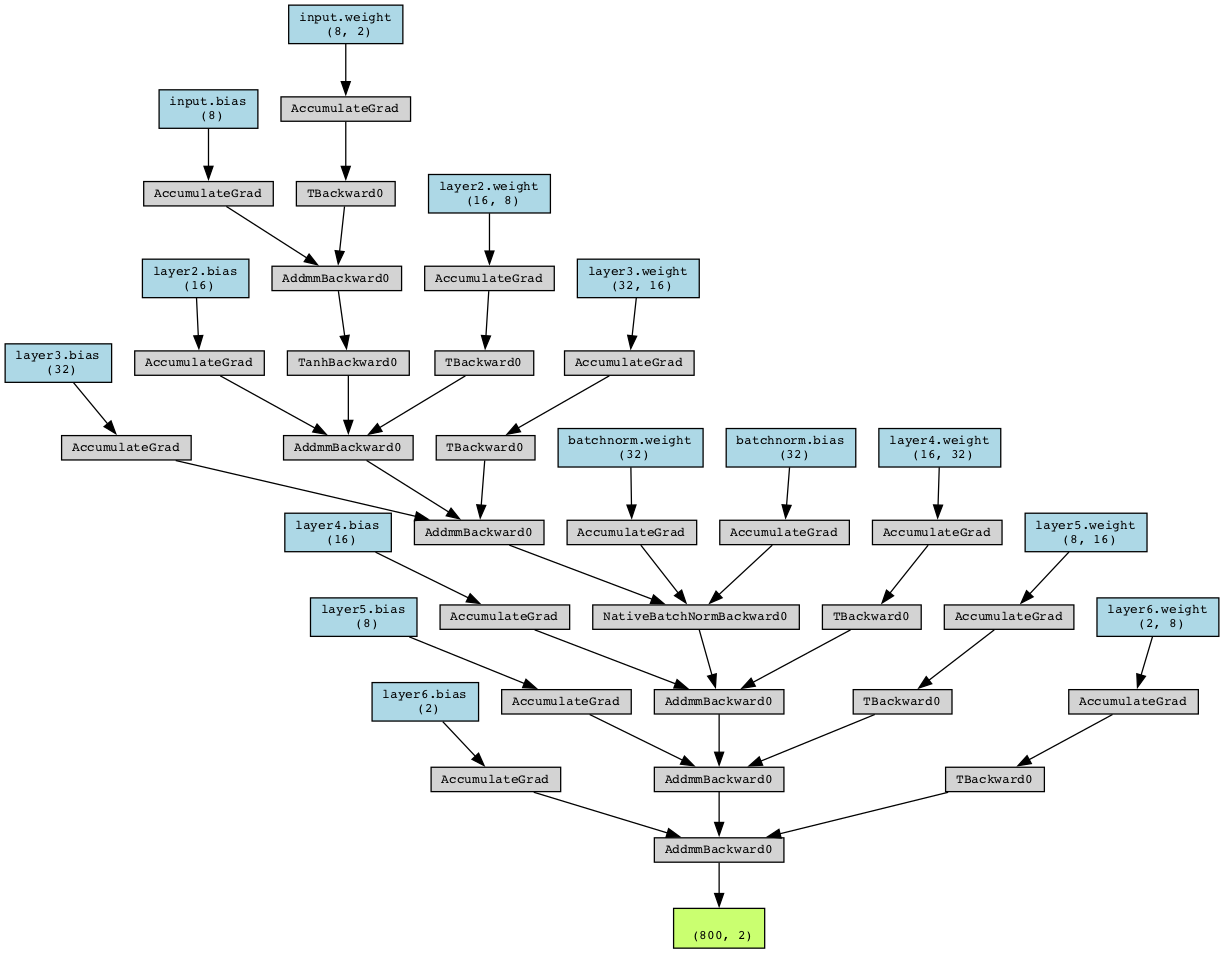 input.weight
(8, 2)
input.bias
(8)
AccumulateGrad
AccumulateGrad
TBackward0
layer2.weight
(16, 8)
layer2.bias
(16)
AddmmBackward0
AccumulateGrad
layer3.weight
(32, 16)
layer3.bias
(32)
AccumulateGrad
TanhBackward0
TBackward0
AccumulateGrad
AccumulateGrad
AddmmBackward0
TBackward0
batchnorm.weight
(32)
batchnorm.bias
(32)
layer4.weight
(16, 32)
layer4.bias
(16)
AddmmBackward0
AccumulateGrad
AccumulateGrad
AccumulateGrad
layer5.weight
(8, 16)
layer5.bias
(8)
AccumulateGrad
NativeBatchNormBackward0
TBackward0
AccumulateGrad
layer6.weight
(2, 8)
layer6.bias
(2)
AccumulateGrad
AddmmBackward0
TBackward0
AccumulateGrad
AccumulateGrad
AddmmBackward0
TBackward0
AddmmBackward0
(800, 2)